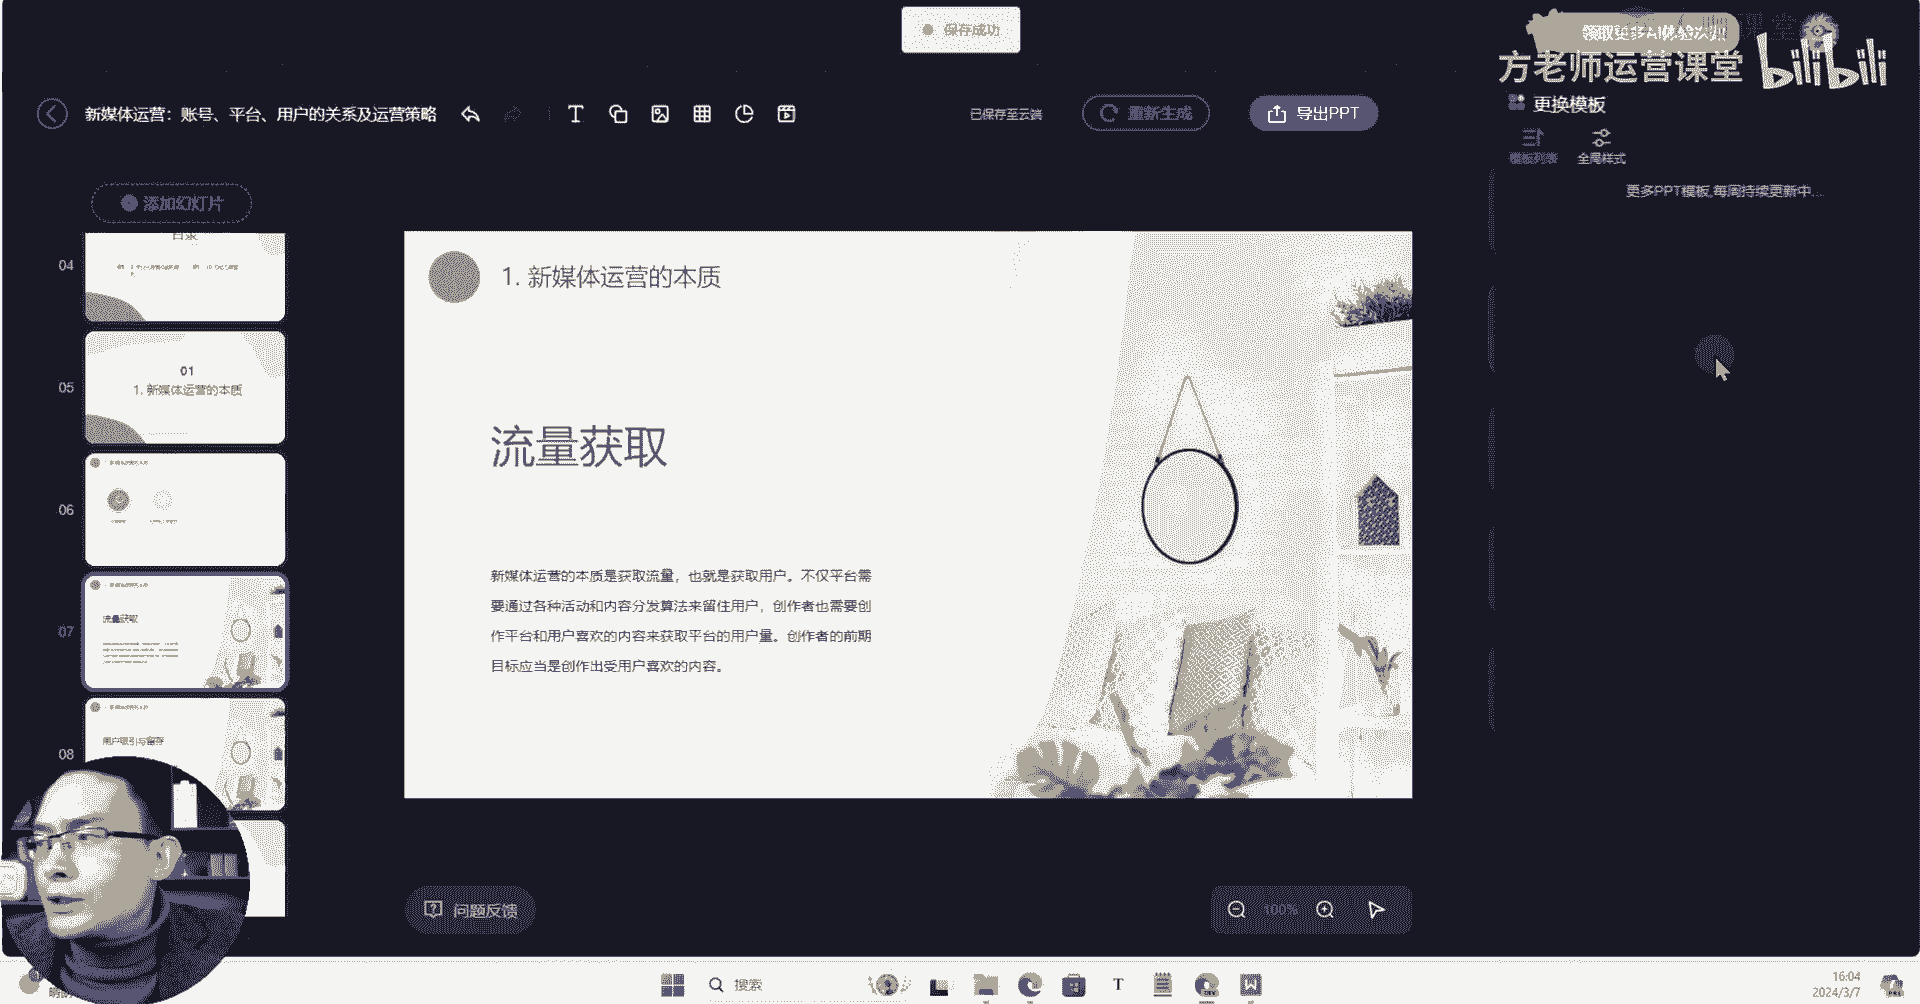 保存成功
领取更多AI体验次数
方老师运营课堂
bilibili
新媒体运营：账号、平台、用户的关系及运营策略
T
已保存至云端
重新生成
导出PPT
更换模板
模板列表
全局样式
更多PPT模板,每周持续更新中...
添加幻灯片
04
目录
05
01
1. 新媒体运营的本质
06
07
流量获取
08
用户吸引与留存
1. 新媒体运营的本质
流量获取
新媒体运营的本质是获取流量，也就是获取用户。不仅平台需
要通过各种活动和内容分发算法来留住用户，创作者也需要创
作平台和用户喜欢的内容来获取平台的用户量。创作者的前期
目标应当是创作出受用户喜欢的内容。
问题反馈
100%
搜索
T
16:04
2024/3/7